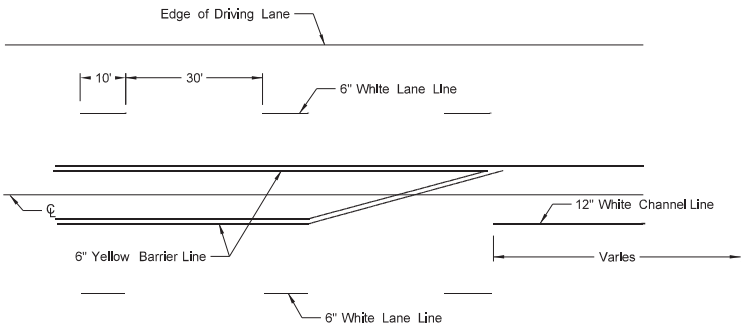 Edge of Driving Lane
10'
30'
6" White Lane Line
℄
12" White Channel Line
6" Yellow Barrier Line
Varies
6" White Lane Line